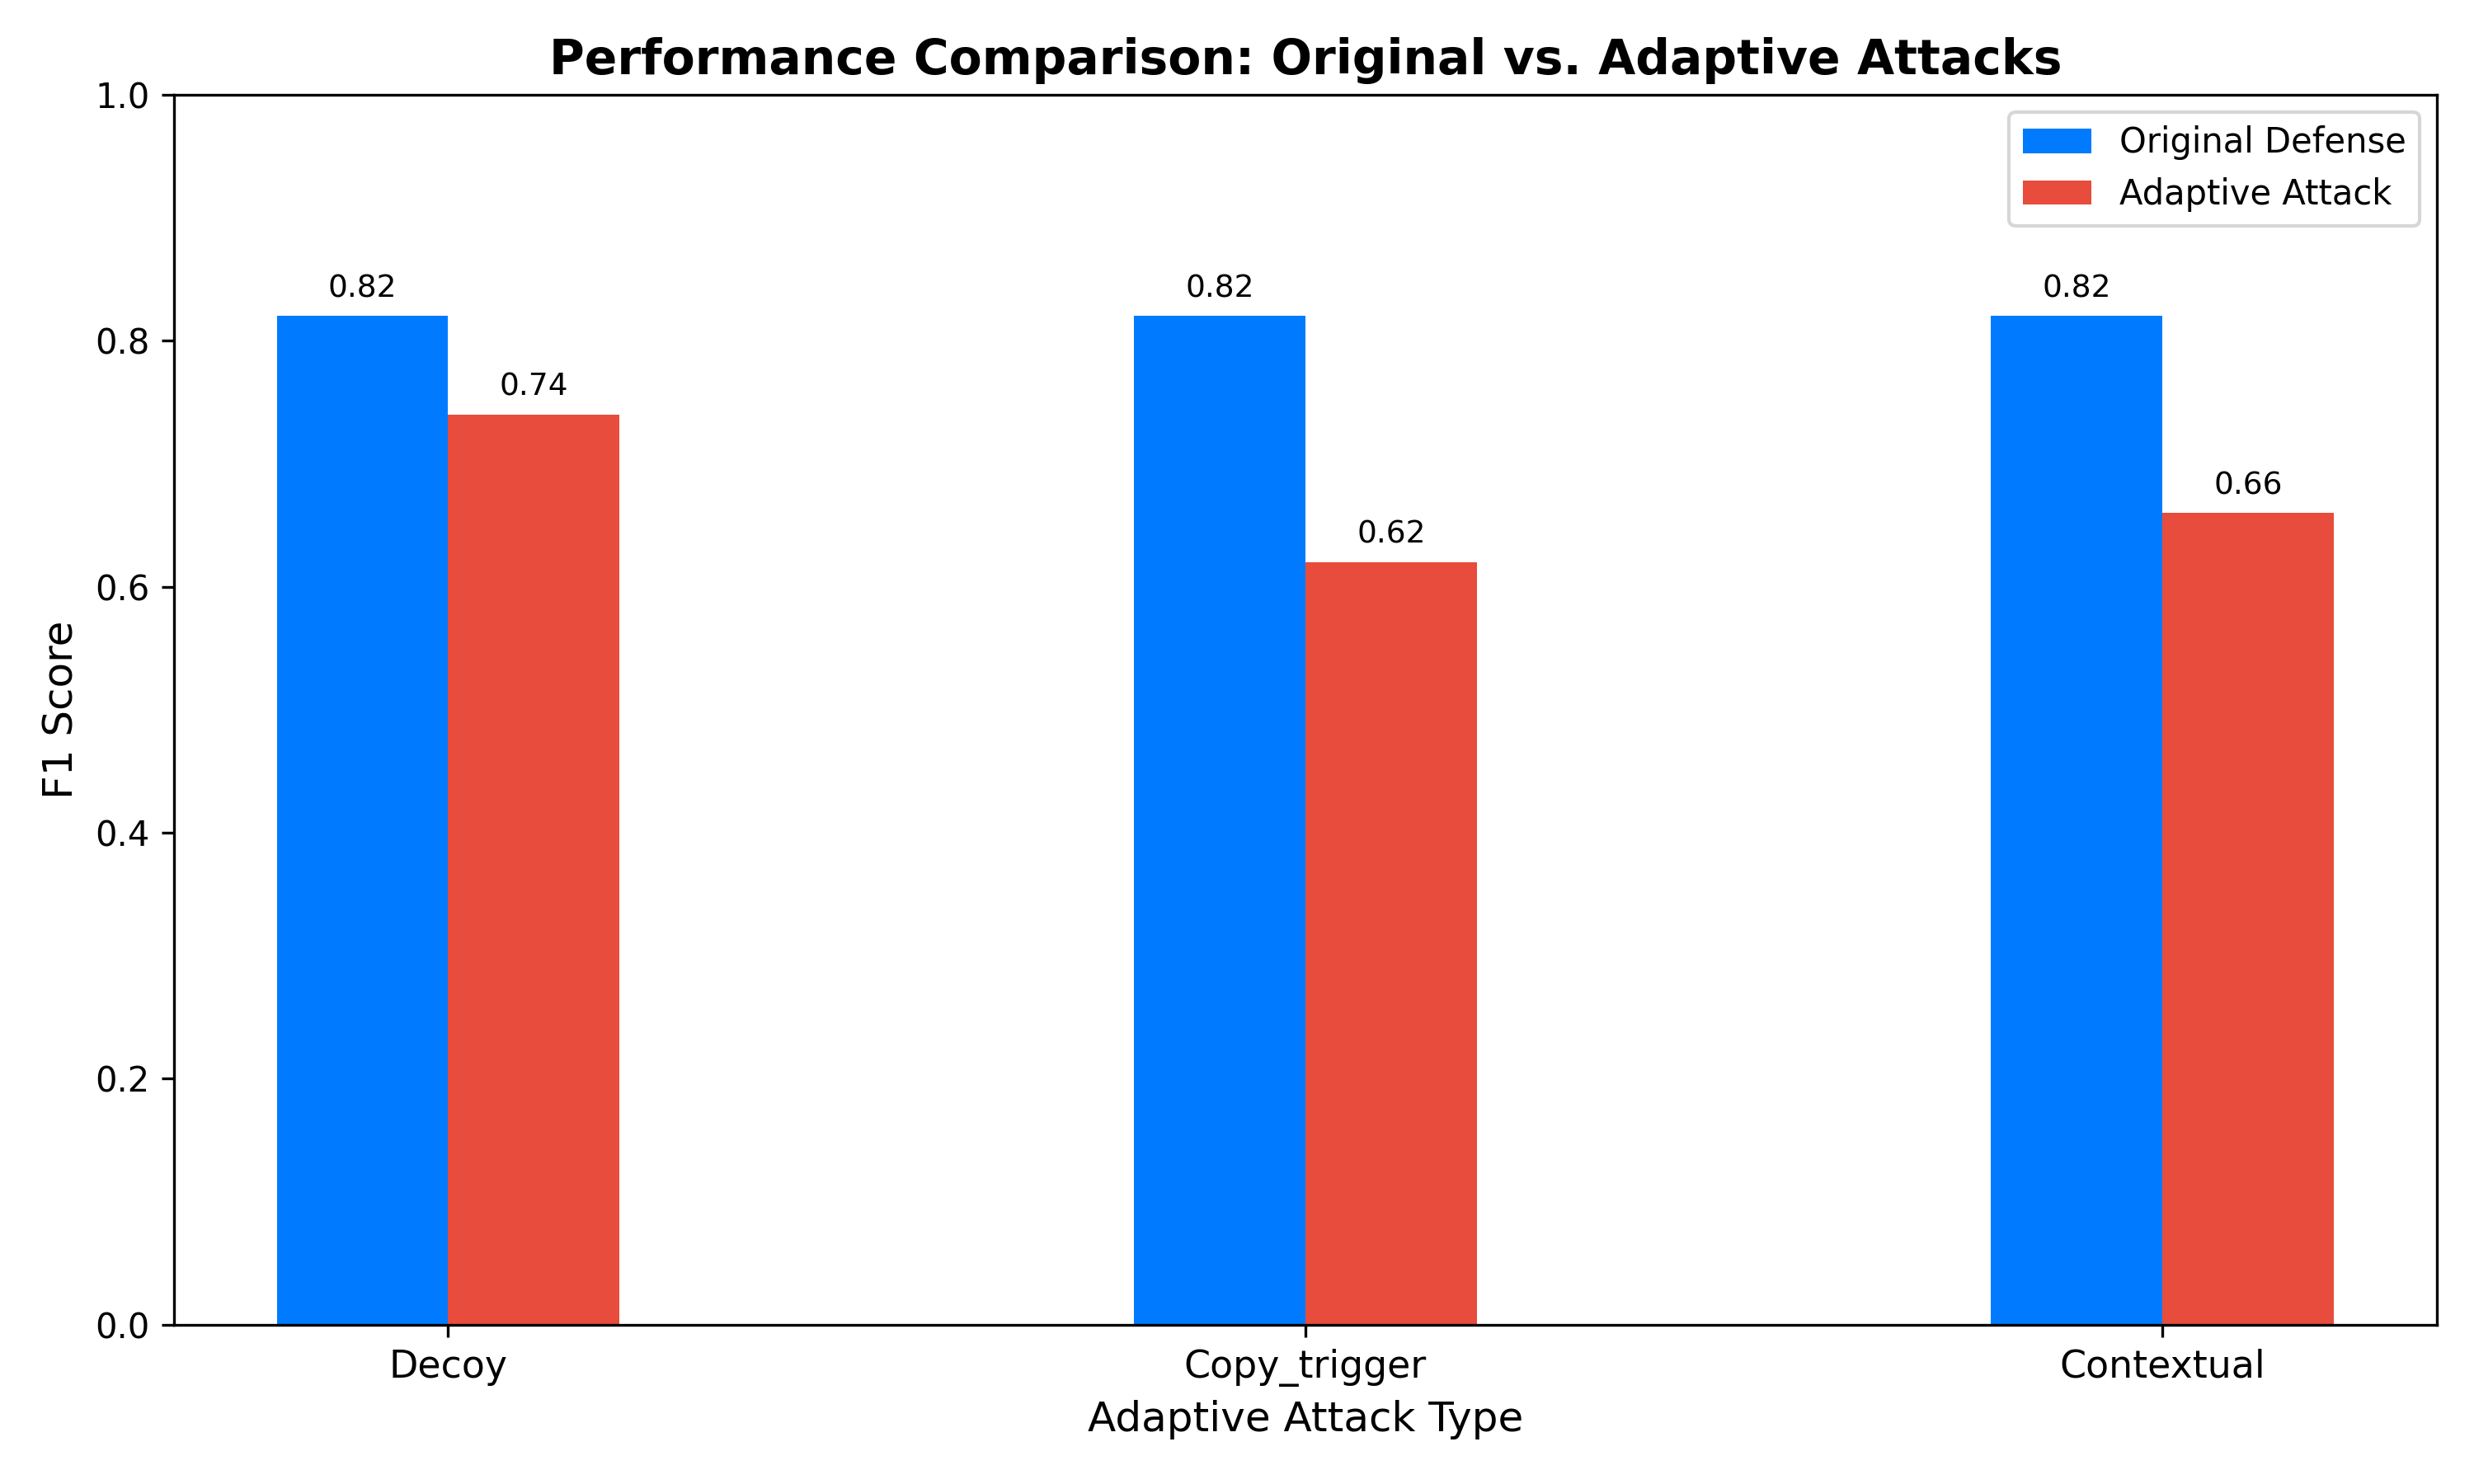 Performance Comparison: Original vs. Adaptive Attacks
1.0
0.8
0.6
0.4
0.2
0.0
F1 Score
Original Defense
Adaptive Attack
0.82
0.74
0.82
0.62
0.82
0.66
Decoy
Copy_trigger
Contextual
Adaptive Attack Type